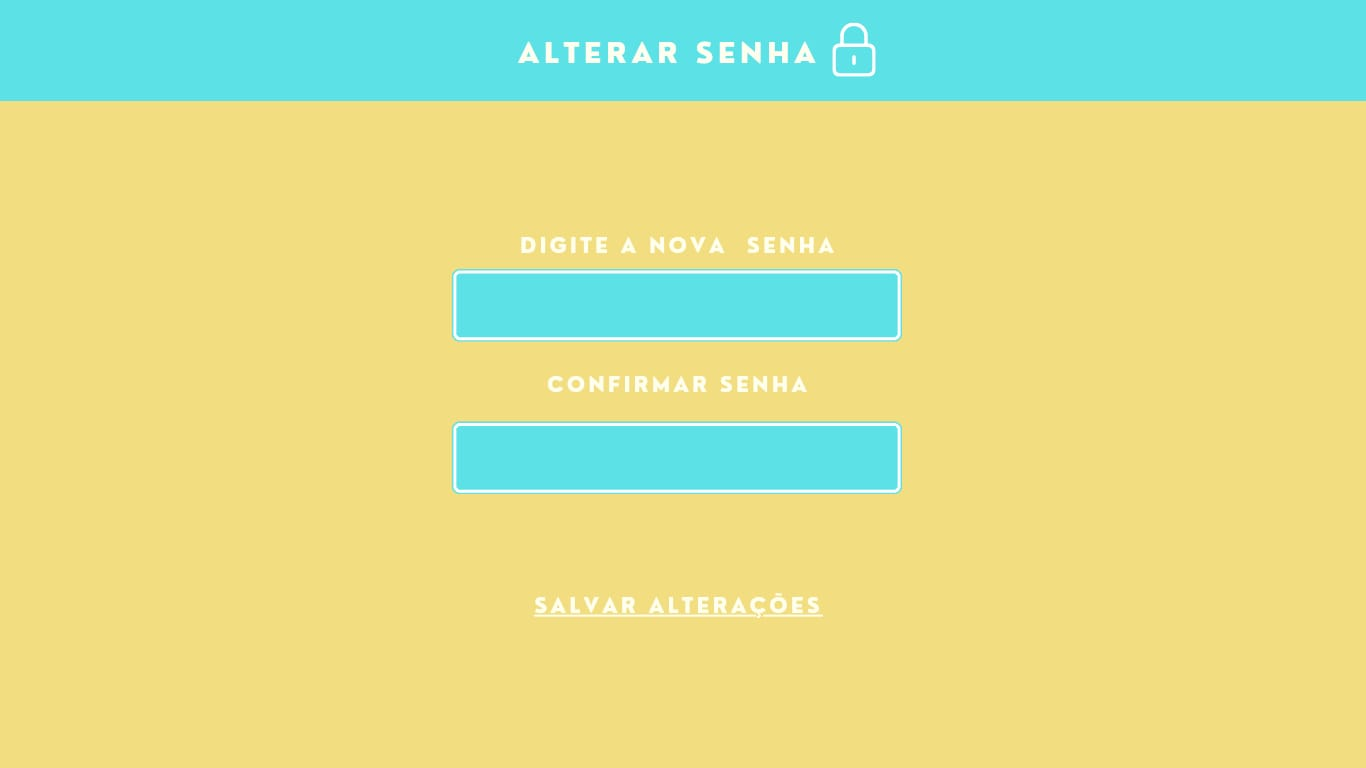 ALTERAR SENHA
DIGITE A NOVA  SENHA
CONFIRMAR SENHA
SALVAR ALTERAÇÕES